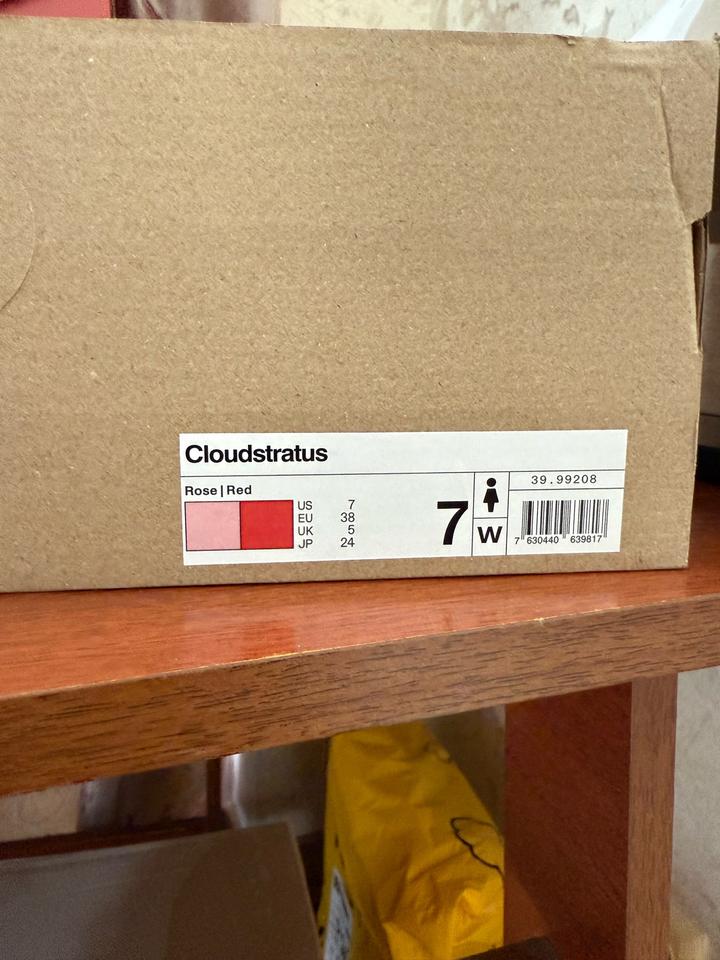 Cloudstratus
Rose | Red
US 7
EU 38
UK 5
JP 24
7
W
39.99208
7 630440 639817